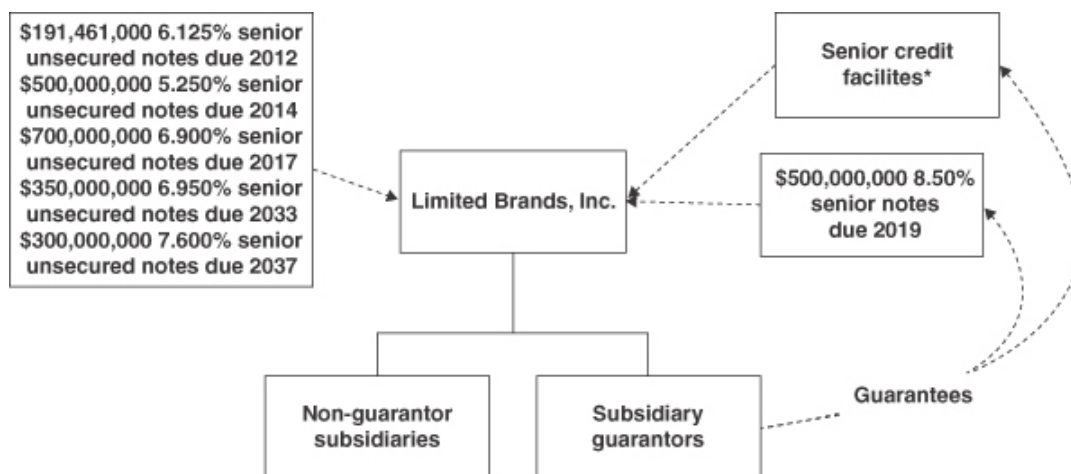 $191,461,000 6.125% senior
unsecured notes due 2012
$500,000,000 5.250% senior
unsecured notes due 2014
$700,000,000 6.900% senior
unsecured notes due 2017
$350,000,000 6.950% senior
unsecured notes due 2033
$300,000,000 7.600% senior
unsecured notes due 2037
Senior credit
facilites*
Limited Brands, Inc.
$500,000,000 8.50%
senior notes
due 2019
Non-guarantor
subsidiaries
Subsidiary
guarantors
Guarantees